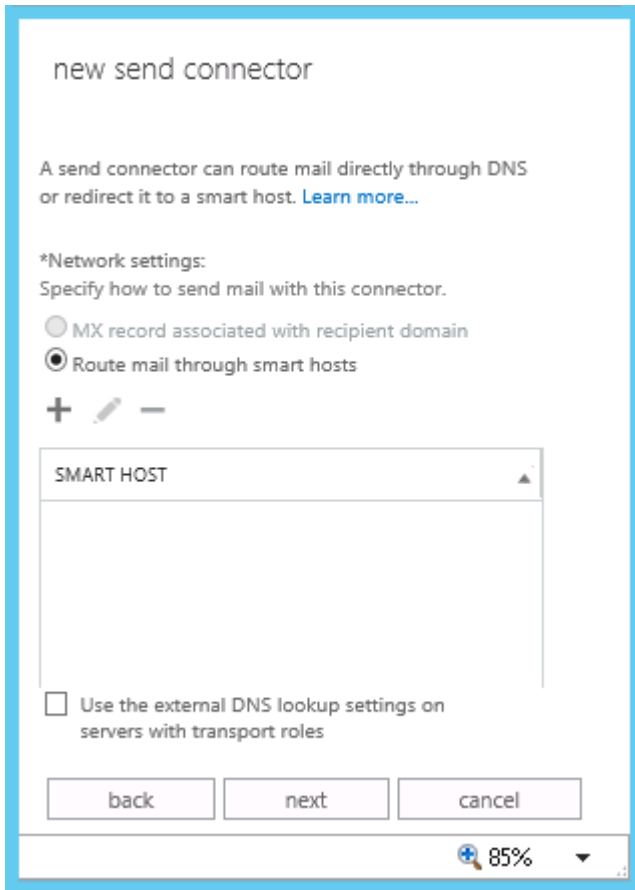 new send connector
A send connector can route mail directly through DNS
or redirect it to a smart host. Learn more...
*Network settings:
Specify how to send mail with this connector.
MX record associated with recipient domain
Route mail through smart hosts
SMART HOST
Use the external DNS lookup settings on
servers with transport roles
back next cancel
85%